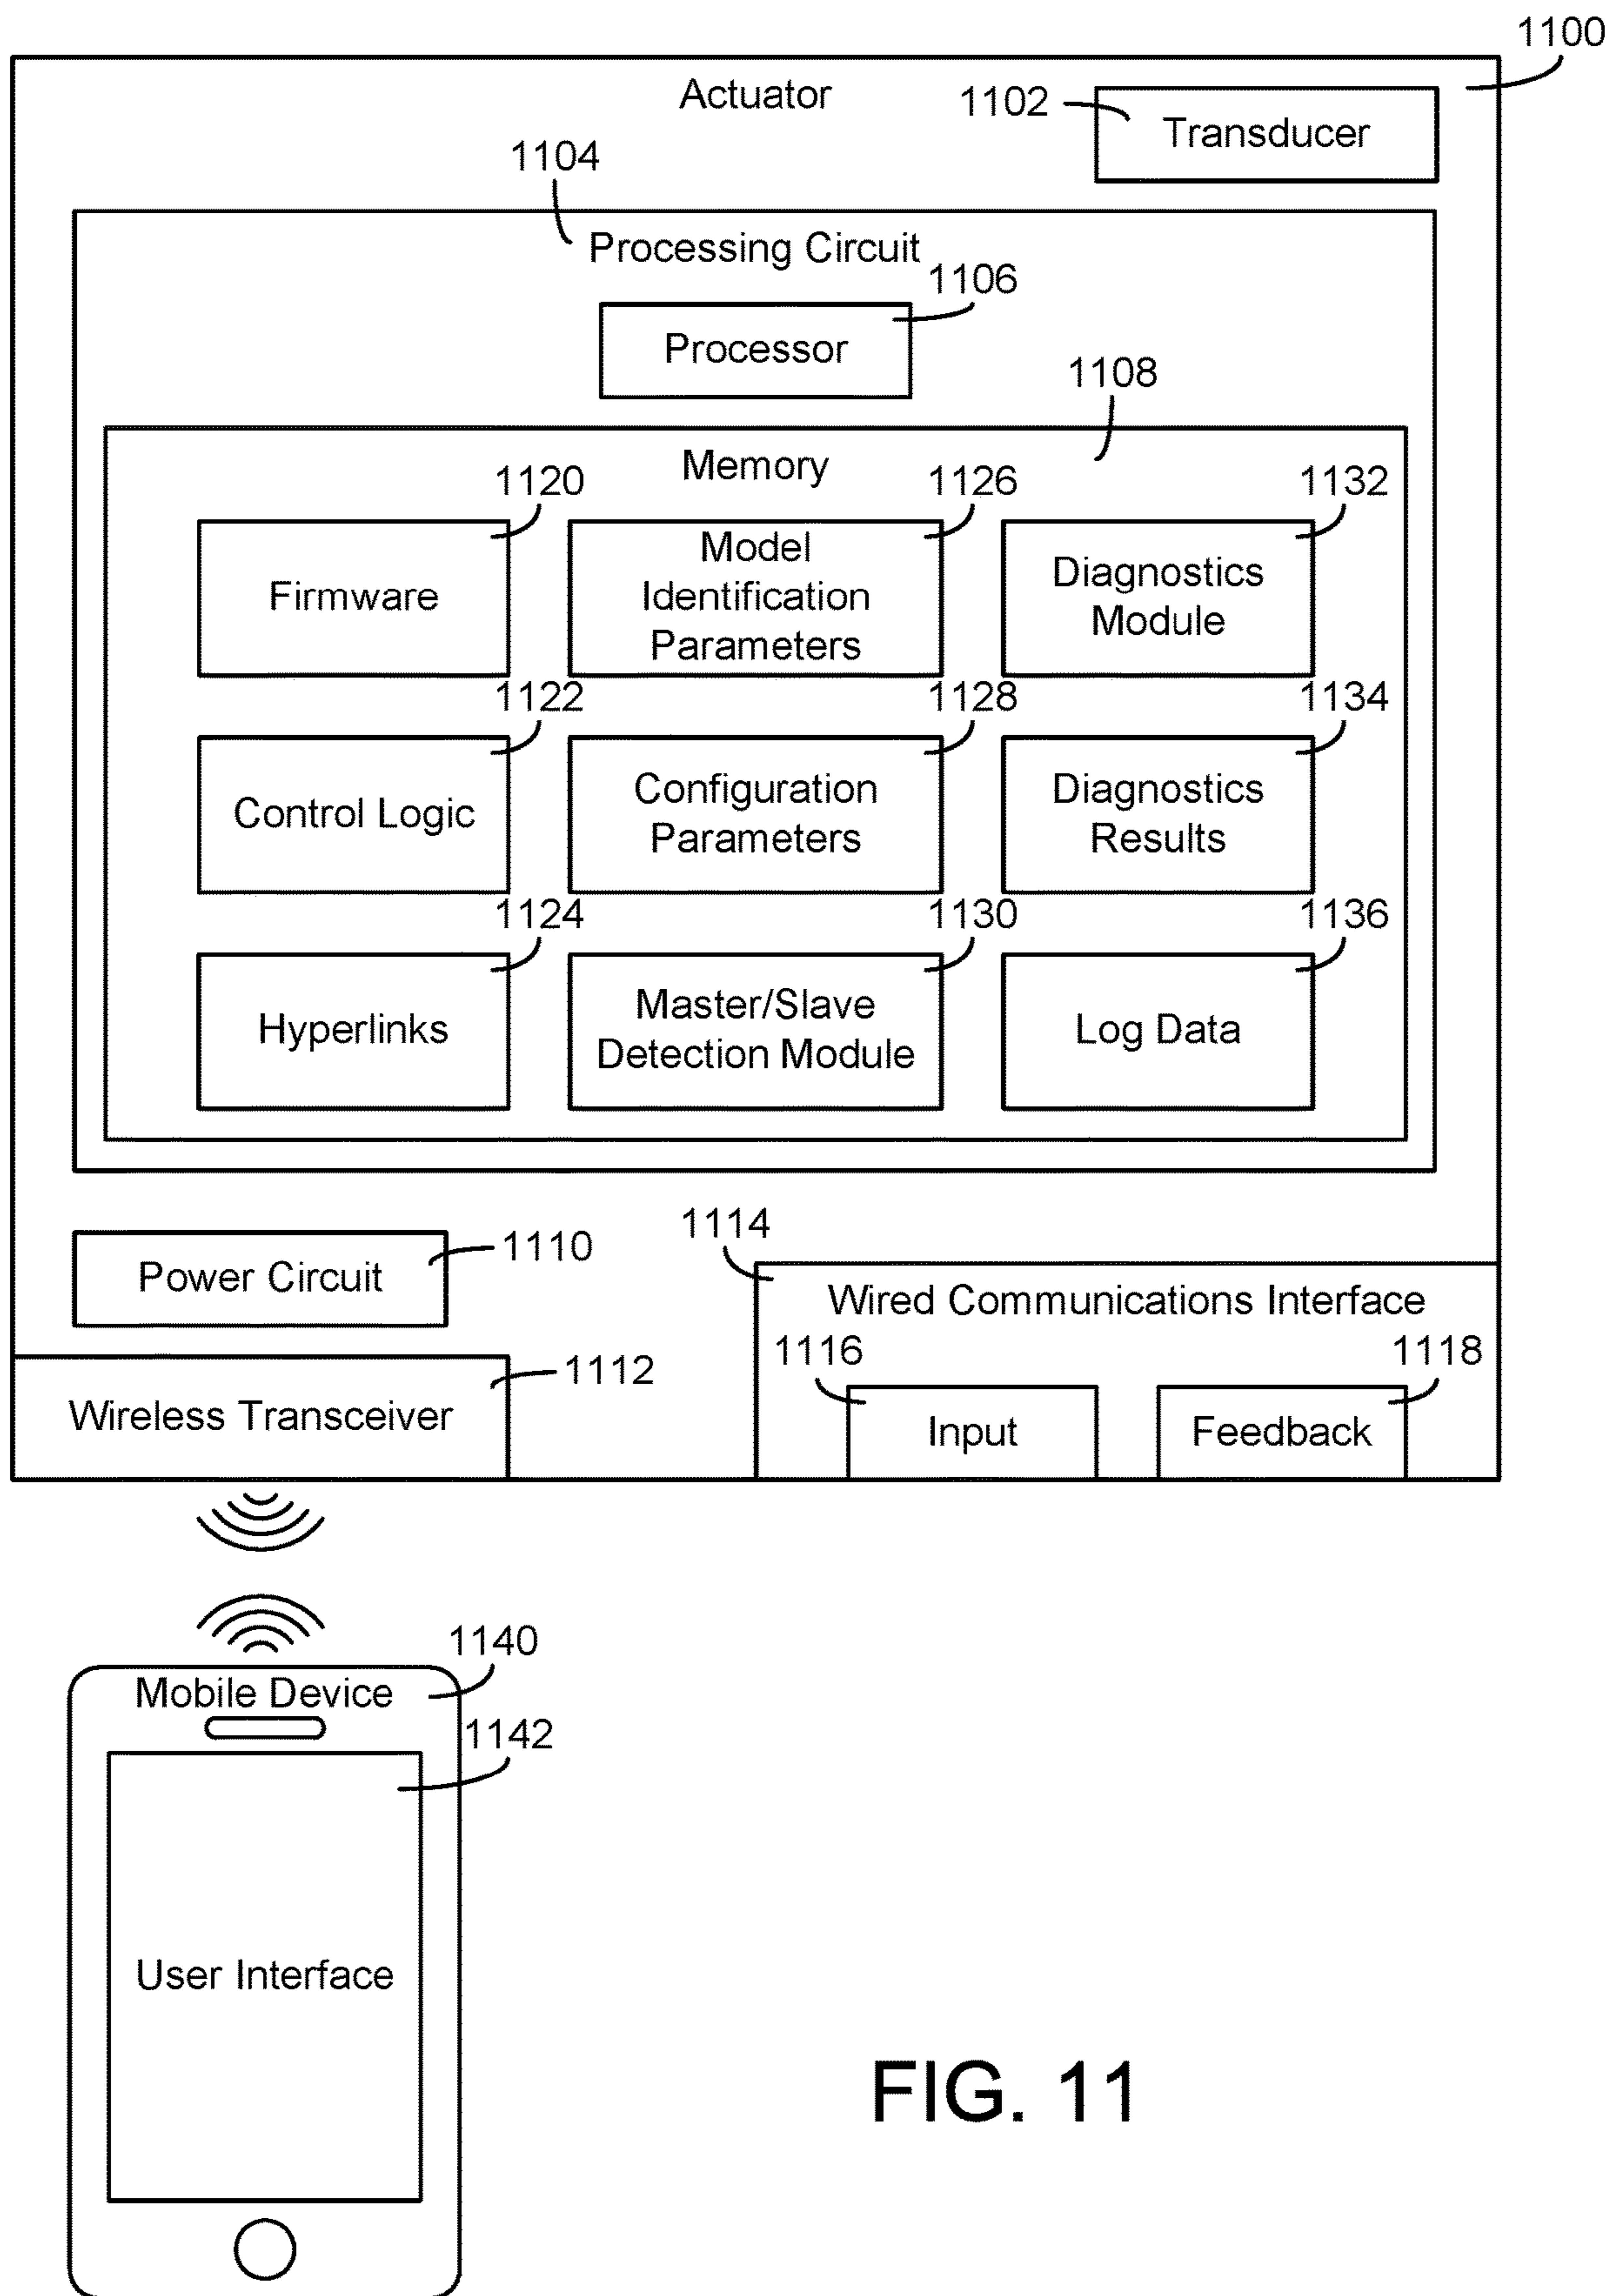 1100
Actuator
1102
Transducer
1104
Processing Circuit
1106
Processor
1108
Memory
1120
1126
1132
Firmware
Model
Identification
Parameters
Diagnostics
Module
1122
1128
1134
Control Logic
Configuration
Parameters
Diagnostics
Results
1124
1130
1136
Hyperlinks
Master/Slave
Detection Module
Log Data
1114
1110
Power Circuit
Wired Communications Interface
1116
1118
1112
Wireless Transceiver
Input
Feedback
1140
Mobile Device
1142
User Interface
FIG. 11